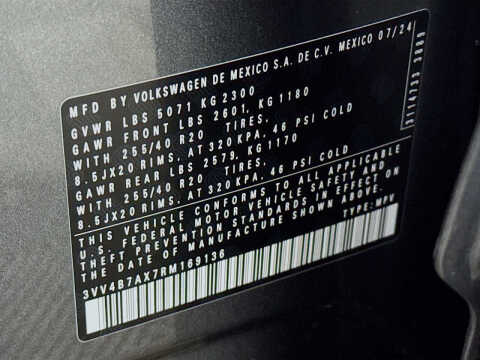 MFD BY VOLKSWAGEN DE MEXICO S.A. DE C.V. MEXICO 07/24
GVWR LBS 5071 KG 2300
GAWR FRONT LBS 2601, KG 1180
WITH 255/40 R20 TIRES,
8.5JX20 RIMS, AT 320 KPA, 46 PSI COLD
GAWR REAR LBS 2579, KG 1170
WITH 255/40 R20 TIRES,
8.5JX20 RIMS, AT 320 KPA, 46 PSI COLD
THIS VEHICLE CONFORMS TO ALL APPLICABLE
U.S. FEDERAL MOTOR VEHICLE SAFETY AND
THEFT PREVENTION STANDARDS IN EFFECT ON
THE DATE OF MANUFACTURE SHOWN ABOVE.
3VV4B7AX7RM169136 TYPE: MPV